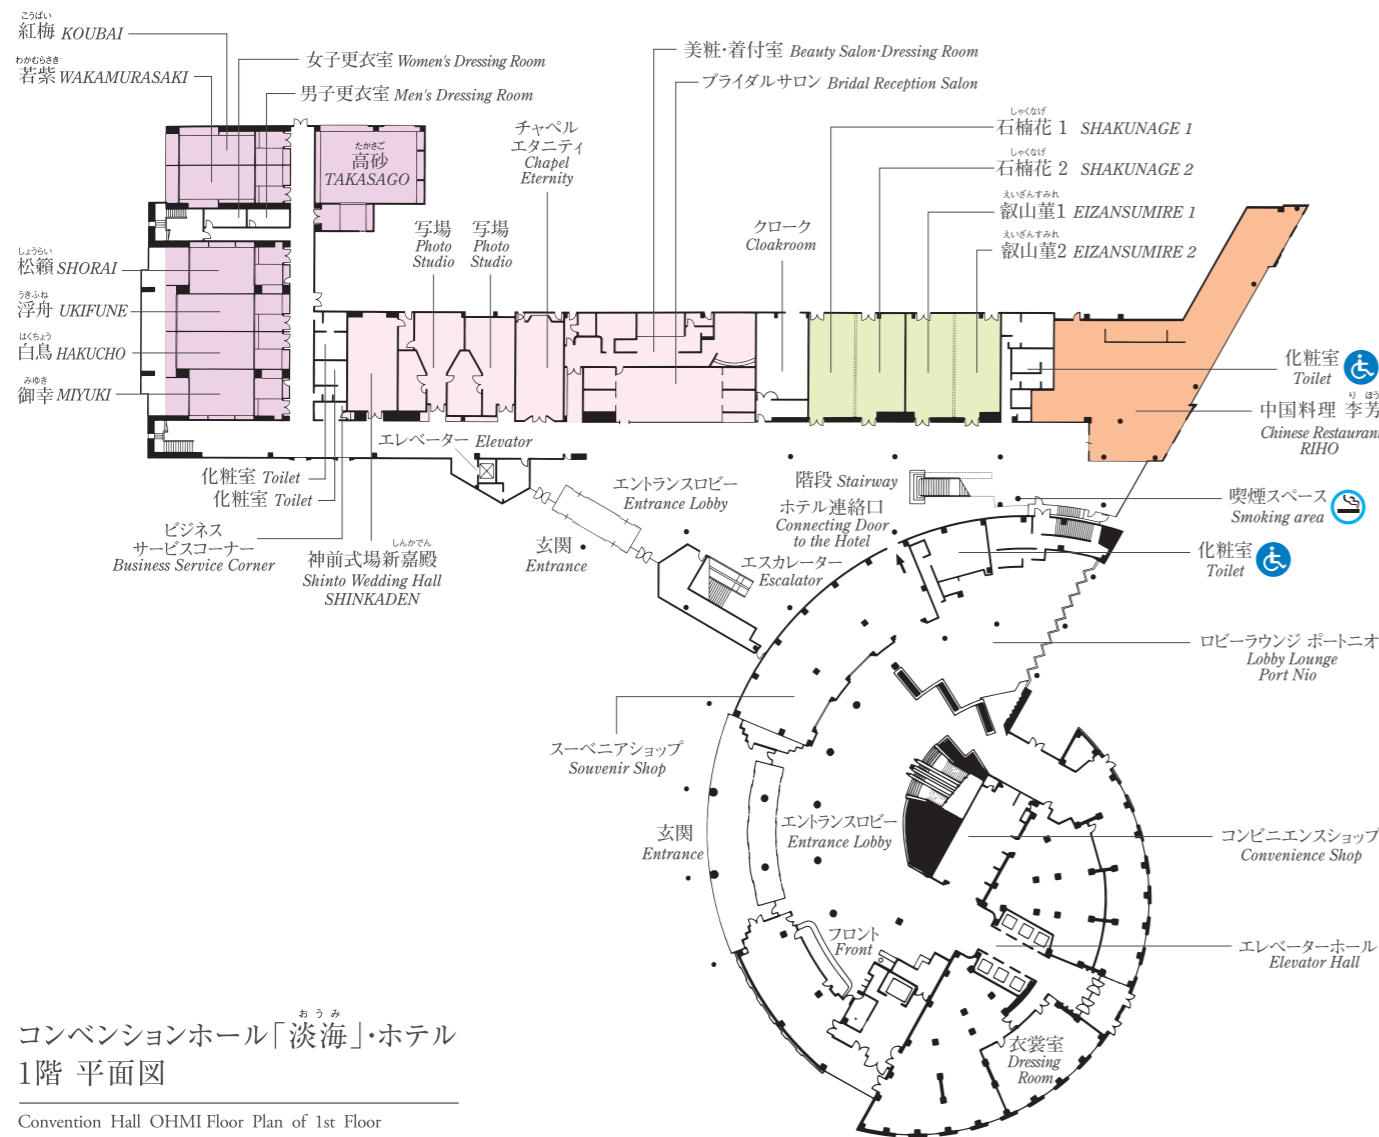 こうばい
紅梅 KOUBAI
わかむらさき
若紫 WAKAMURASAKI
女子更衣室 Women's Dressing Room
男子更衣室 Men's Dressing Room
たかさご
高砂
TAKASAGO
チャペル
エタニティ
Chapel
Eternity
写場
Photo
Studio
写場
Photo
Studio
美粧・着付室 Beauty Salon·Dressing Room
ブライダルサロン Bridal Reception Salon
クローク
Cloakroom
しゃくなげ
石楠花 1 SHAKUNAGE 1
しゃくなげ
石楠花 2 SHAKUNAGE 2
えいざんすみれ
叡山菫1 EIZANSUMIRE 1
えいざんすみれ
叡山菫2 EIZANSUMIRE 2
しょうらい
松籟 SHORAI
うきふね
浮舟 UKIFUNE
はくちょう
白鳥 HAKUCHO
みゆき
御幸 MIYUKI
化粧室
Toilet
り ほう
中国料理 李芳
Chinese Restaurant
RIHO
エレベーター Elevator
化粧室 Toilet
化粧室 Toilet
ビジネス
サービスコーナー
Business Service Corner
しんかでん
神前式場新嘉殿
Shinto Wedding Hall
SHINKADEN
エントランスロビー
Entrance Lobby
玄関
Entrance
階段 Stairway
ホテル連絡口
Connecting Door
to the Hotel
エスカレーター
Escalator
喫煙スペース
Smoking area
化粧室
Toilet
ロビーラウンジ ポートニオ
Lobby Lounge
Port Nio
スーベニアショップ
Souvenir Shop
玄関
Entrance
エントランスロビー
Entrance Lobby
コンビニエンスショップ
Convenience Shop
フロント
Front
エレベーターホール
Elevator Hall
衣裳室
Dressing
Room
おうみ
コンベンションホール「淡海」・ホテル
1階 平面図
Convention Hall OHMI Floor Plan of 1st Floor